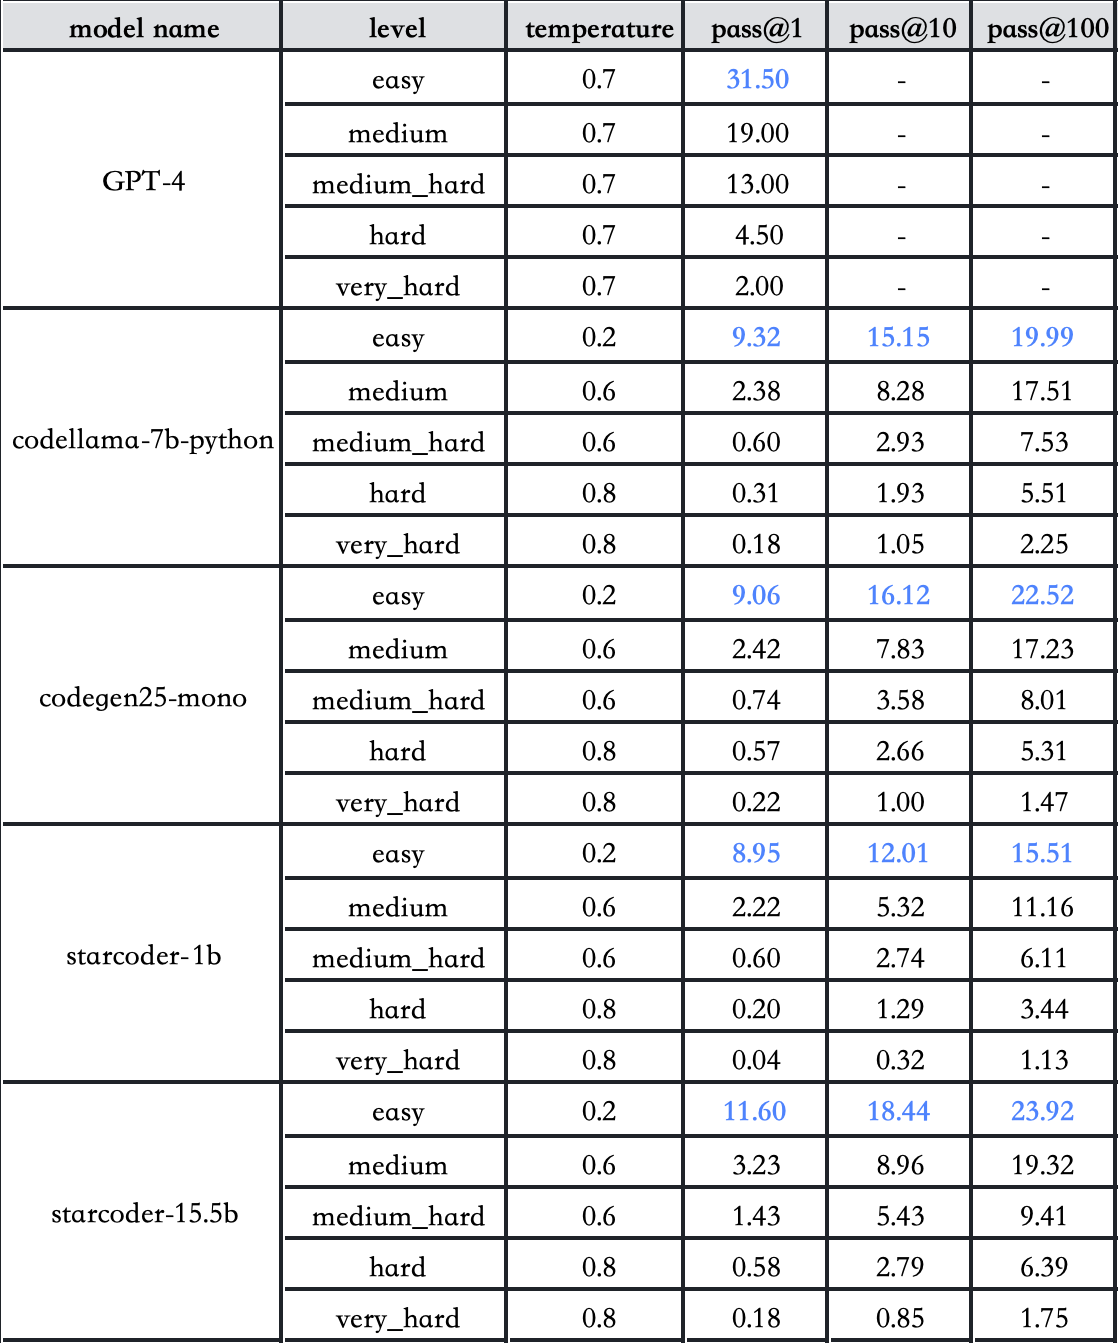 model name level temperature pass@1 pass@10 pass@100
GPT-4
easy 0.7 31.50 - -
medium 0.7 19.00 - -
medium_hard 0.7 13.00 - -
hard 0.7 4.50 - -
very_hard 0.7 2.00 - -
codellama-7b-python
easy 0.2 9.32 15.15 19.99
medium 0.6 2.38 8.28 17.51
medium_hard 0.6 0.60 2.93 7.53
hard 0.8 0.31 1.93 5.51
very_hard 0.8 0.18 1.05 2.25
codegen25-mono
easy 0.2 9.06 16.12 22.52
medium 0.6 2.42 7.83 17.23
medium_hard 0.6 0.74 3.58 8.01
hard 0.8 0.57 2.66 5.31
very_hard 0.8 0.22 1.00 1.47
starcoder-1b
easy 0.2 8.95 12.01 15.51
medium 0.6 2.22 5.32 11.16
medium_hard 0.6 0.60 2.74 6.11
hard 0.8 0.20 1.29 3.44
very_hard 0.8 0.04 0.32 1.13
starcoder-15.5b
easy 0.2 11.60 18.44 23.92
medium 0.6 3.23 8.96 19.32
medium_hard 0.6 1.43 5.43 9.41
hard 0.8 0.58 2.79 6.39
very_hard 0.8 0.18 0.85 1.75